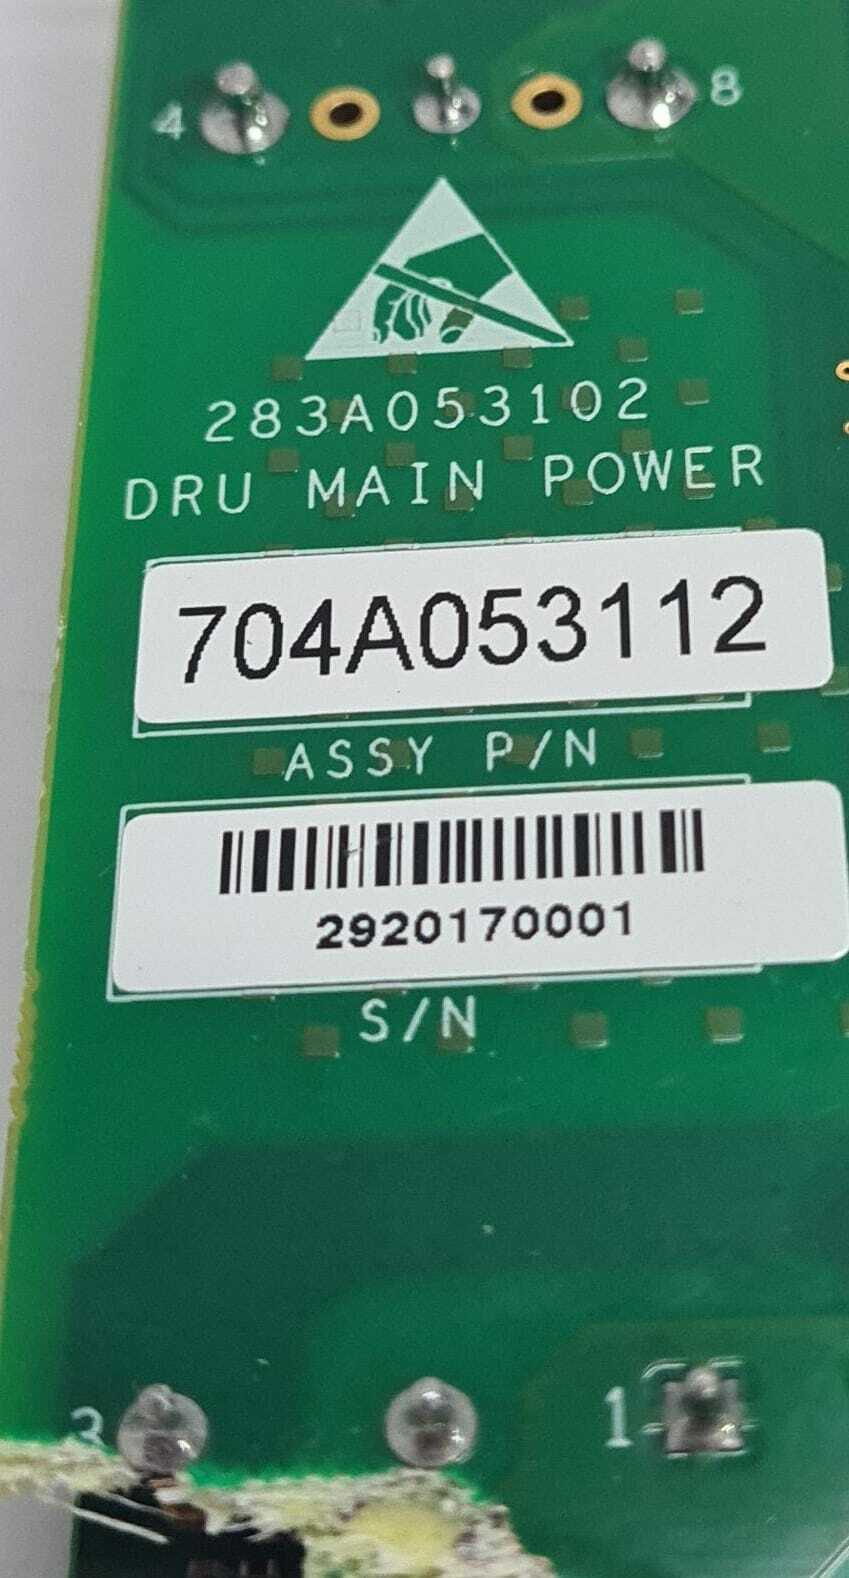 4 8
283A053102
DRU MAIN POWER
704A053112
ASSY P/N
2920170001
S/N
3 1